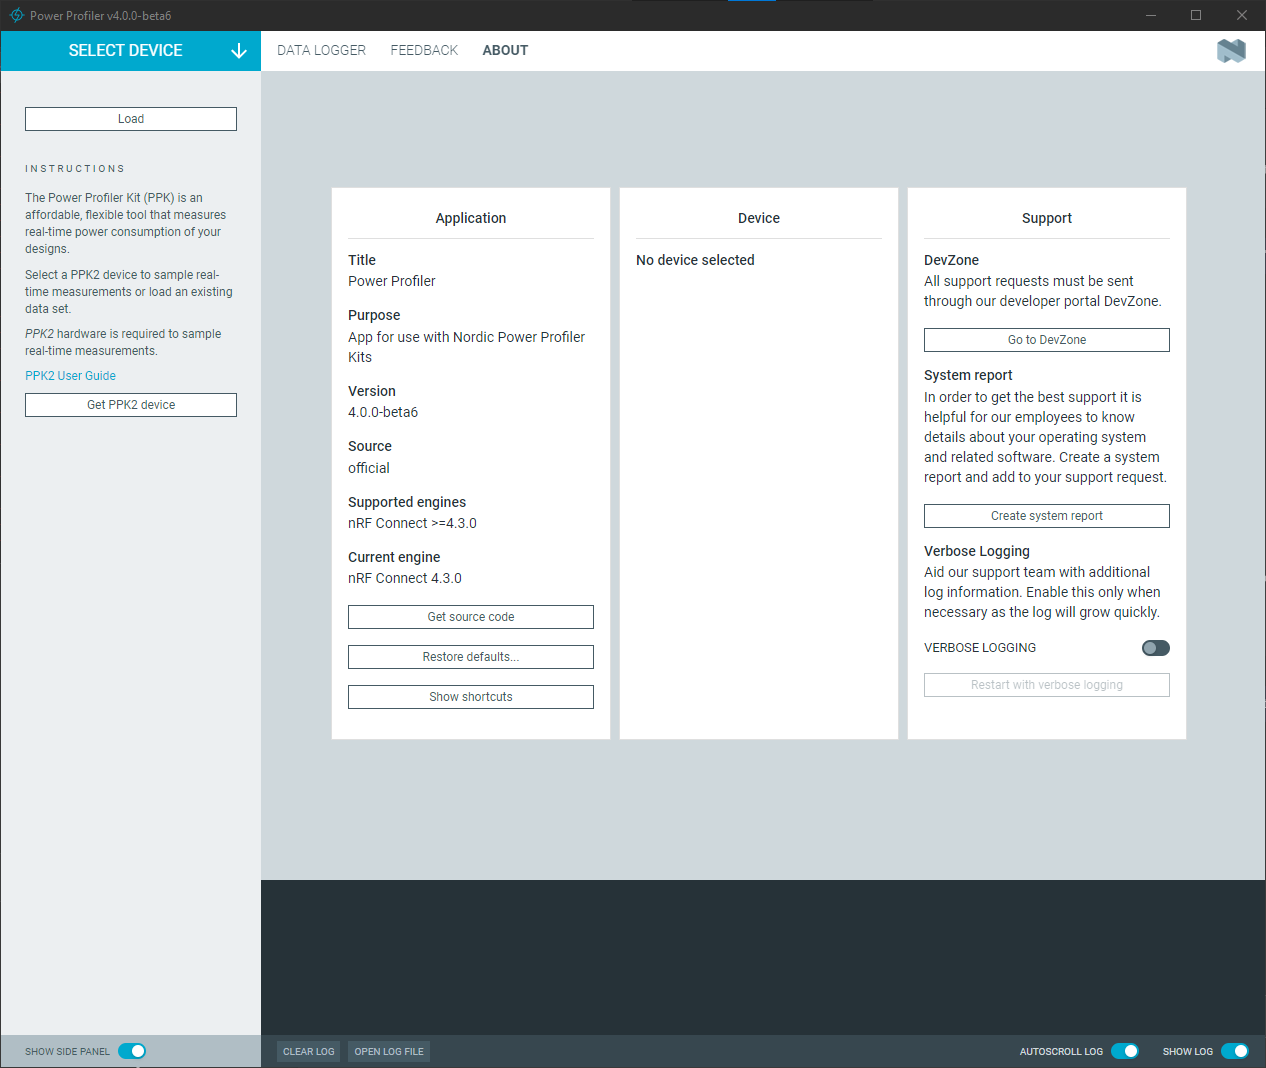 Power Profiler v4.0.0-beta6
SELECT DEVICE
DATA LOGGER
FEEDBACK
ABOUT
Load
INSTRUCTIONS
The Power Profiler Kit (PPK) is an
affordable, flexible tool that measures
real-time power consumption of your
designs.
Select a PPK2 device to sample real-
time measurements or load an existing
data set.
PPK2 hardware is required to sample
real-time measurements.
PPK2 User Guide
Get PPK2 device
Application
Title
Power Profiler
Purpose
App for use with Nordic Power Profiler
Kits
Version
4.0.0-beta6
Source
official
Supported engines
nRF Connect >=4.3.0
Current engine
nRF Connect 4.3.0
Get source code
Restore defaults...
Show shortcuts
Device
No device selected
Support
DevZone
All support requests must be sent
through our developer portal DevZone.
Go to DevZone
System report
In order to get the best support it is
helpful for our employees to know
details about your operating system
and related software. Create a system
report and add to your support request.
Create system report
Verbose Logging
Aid our support team with additional
log information. Enable this only when
necessary as the log will grow quickly.
VERBOSE LOGGING
Restart with verbose logging
SHOW SIDE PANEL
CLEAR LOG
OPEN LOG FILE
AUTOSCROLL LOG
SHOW LOG